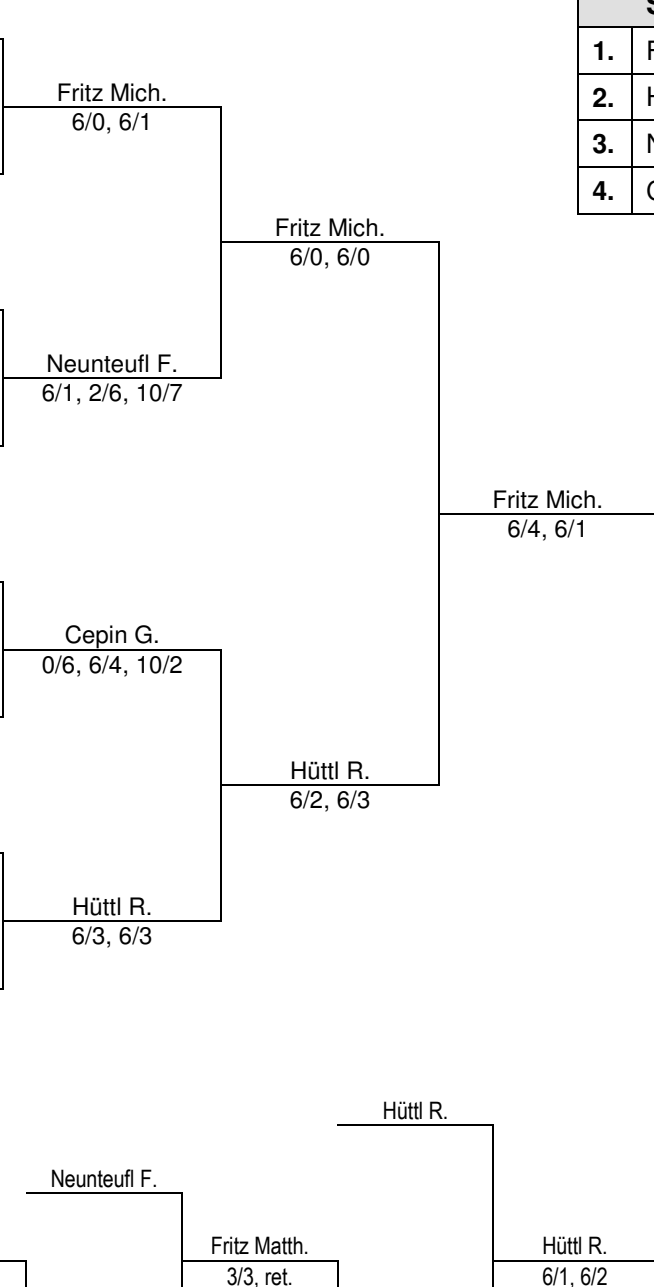 1.
2.
3.
4.
Fritz Mich.
6/0, 6/1
Fritz Mich.
6/0, 6/0
Neunteufl F.
6/1, 2/6, 10/7
Fritz Mich.
6/4, 6/1
Cepin G.
0/6, 6/4, 10/2
Hüttl R.
6/2, 6/3
Hüttl R.
6/3, 6/3
Hüttl R.
Neunteufl F.
Fritz Matth.
3/3, ret.
Hüttl R.
6/1, 6/2